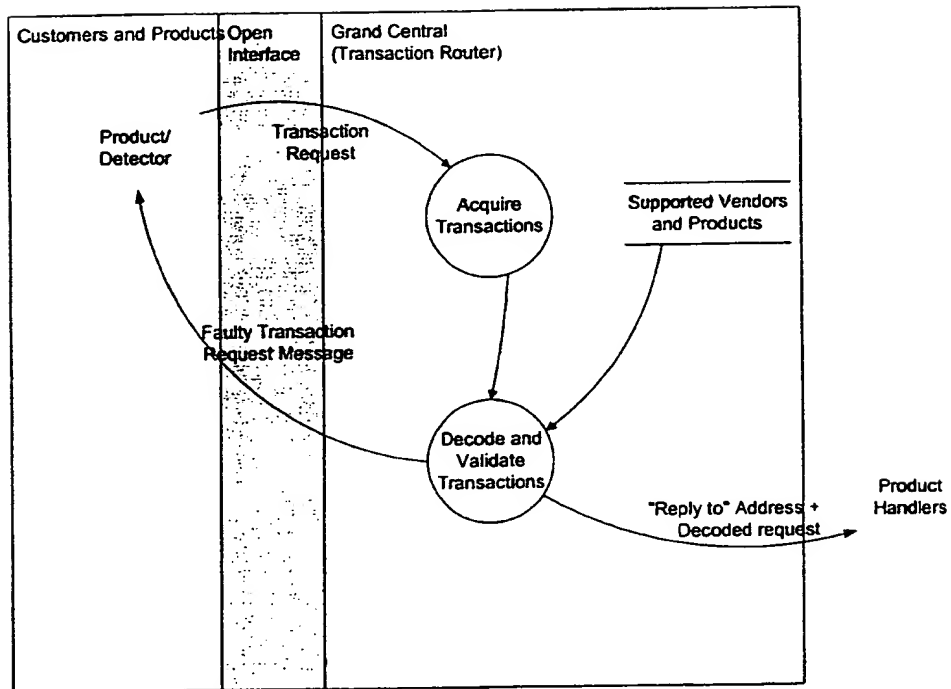 Customers and Products
Open
Interface
Grand Central
(Transaction Router)
Product/
Detector
Transaction
Request
Acquire
Transactions
Supported Vendors
and Products
Faulty Transaction
Request Message
Decode and
Validate
Transactions
"Reply to" Address +
Decoded request
Product
Handlers